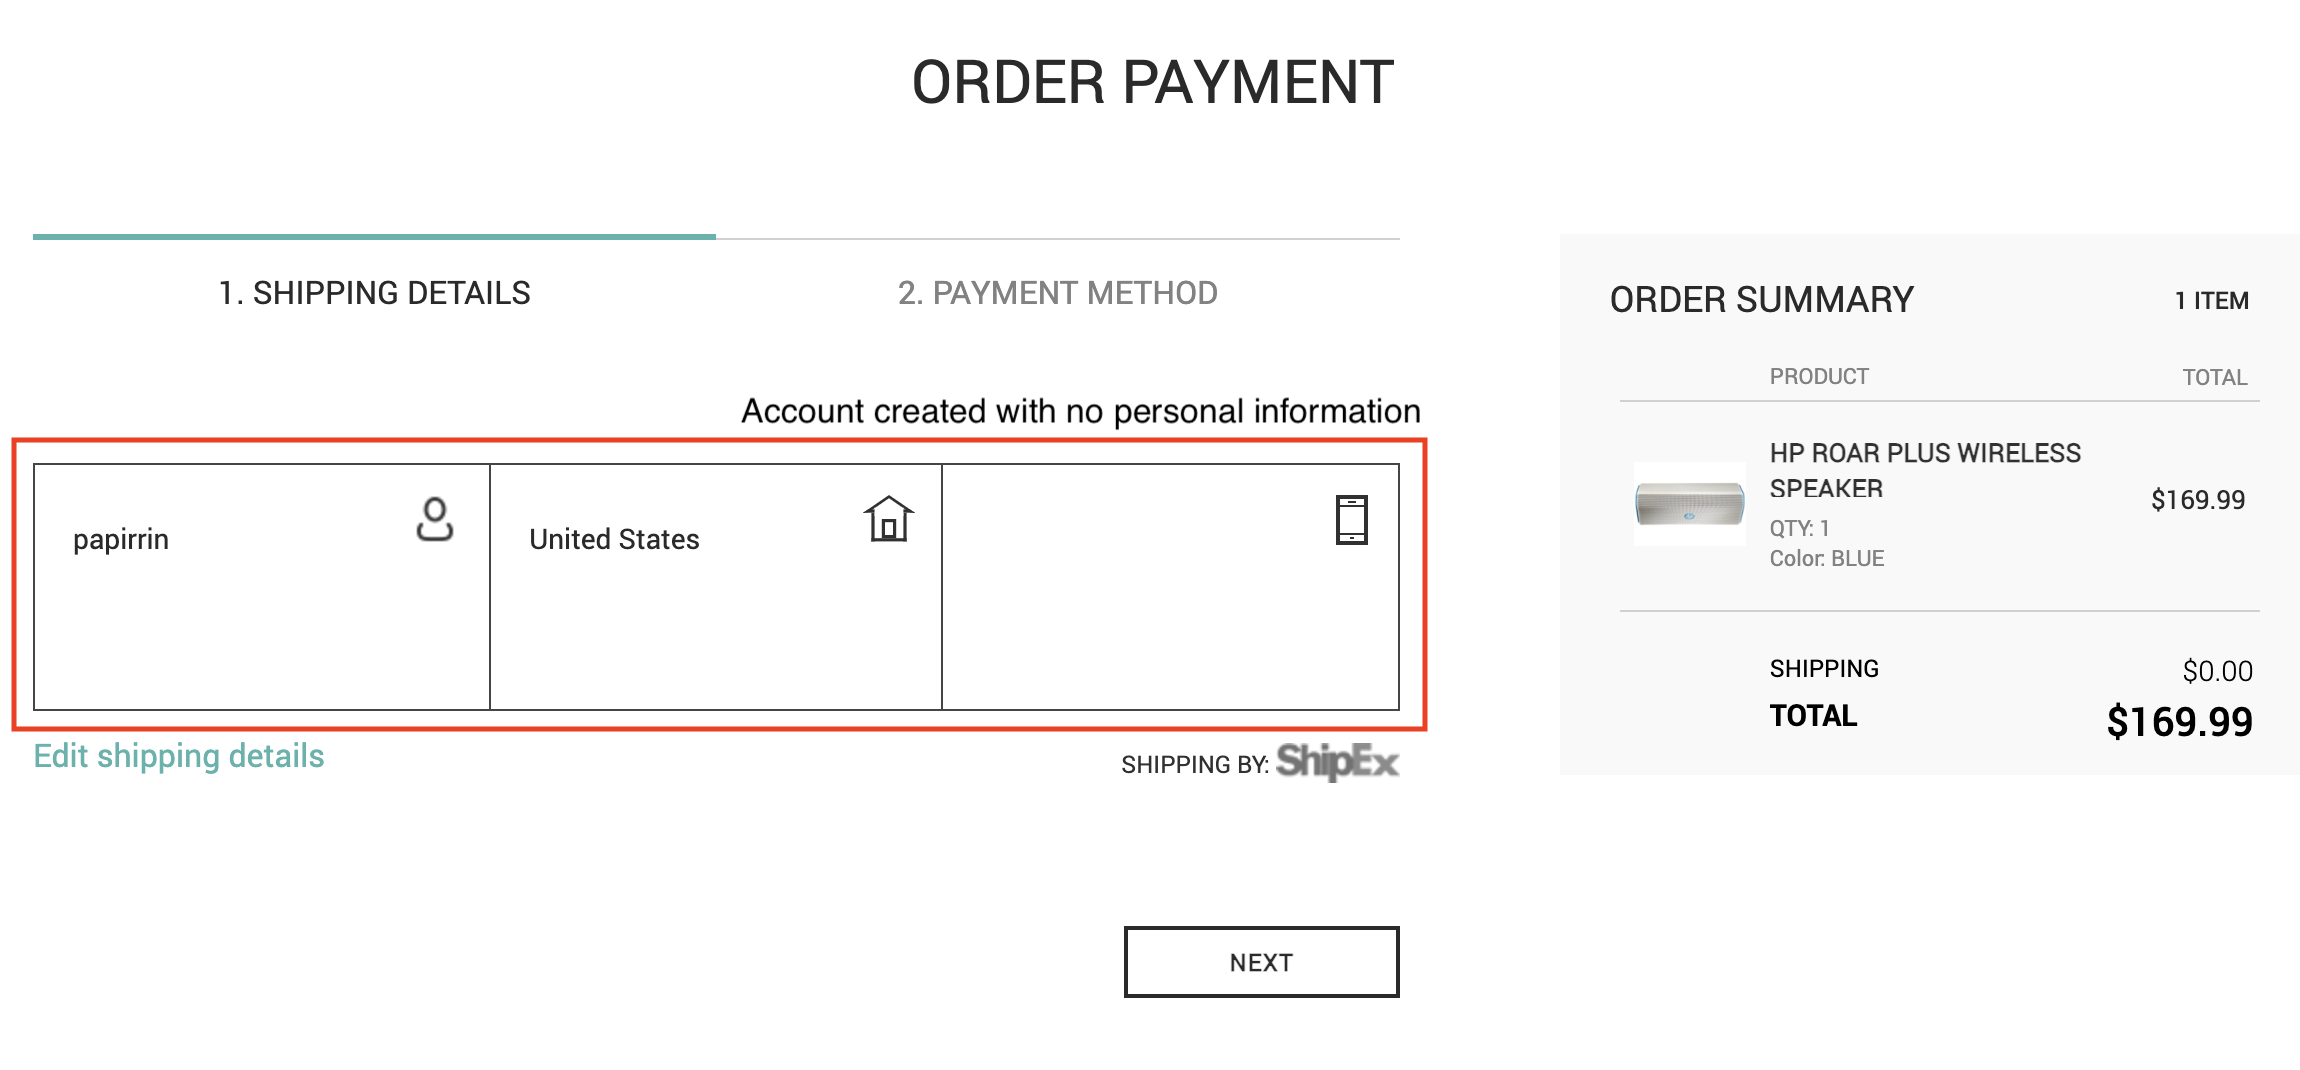 ORDER PAYMENT
1. SHIPPING DETAILS
2. PAYMENT METHOD
Account created with no personal information
papirrin
United States
Edit shipping details
SHIPPING BY: ShipEx
NEXT
ORDER SUMMARY
1 ITEM
PRODUCT
TOTAL
HP ROAR PLUS WIRELESS
SPEAKER
$169.99
QTY: 1
Color: BLUE
SHIPPING
$0.00
TOTAL
$169.99